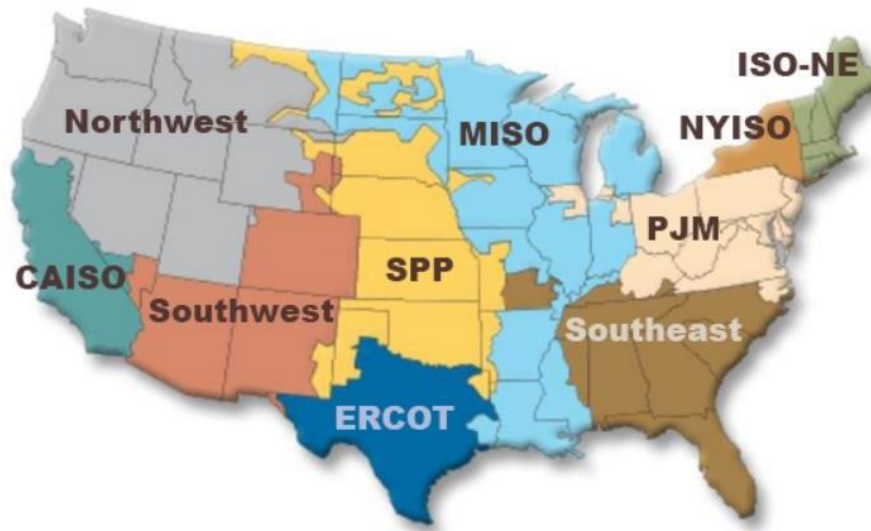 ISO-NE
Northwest
MISO
NYISO
PJM
CAISO
SPP
Southwest
Southeast
ERCOT